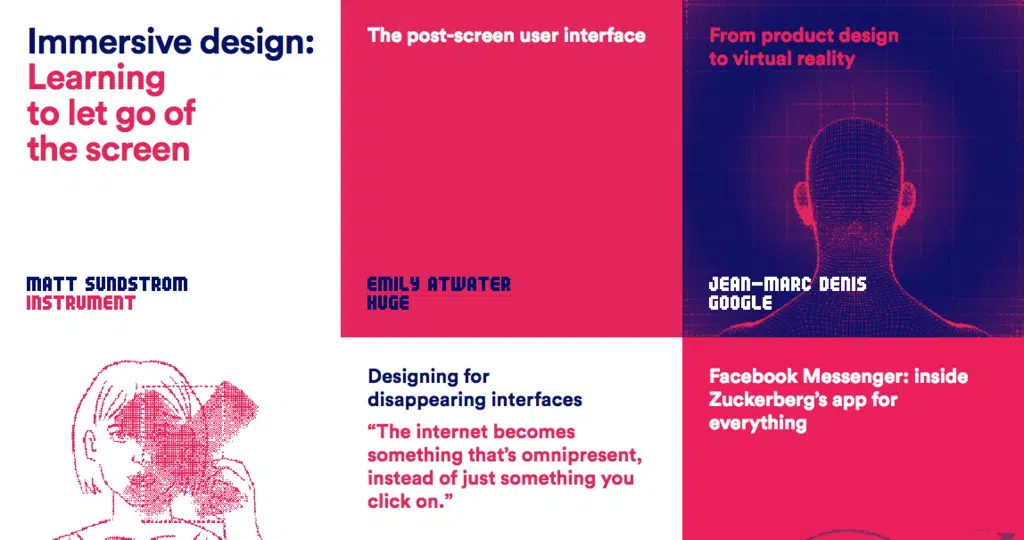 Immersive design:
Learning
to let go of
the screen
MATT SUNDSTROM
INSTRUMENT
The post-screen user interface
EMILY ATWATER
HUGE
From product design
to virtual reality
JEAN-MARC DENIS
GOOGLE
Designing for
disappearing interfaces
“The internet becomes
something that’s omnipresent,
instead of just something you
click on.”
Facebook Messenger: inside
Zuckerberg’s app for
everything